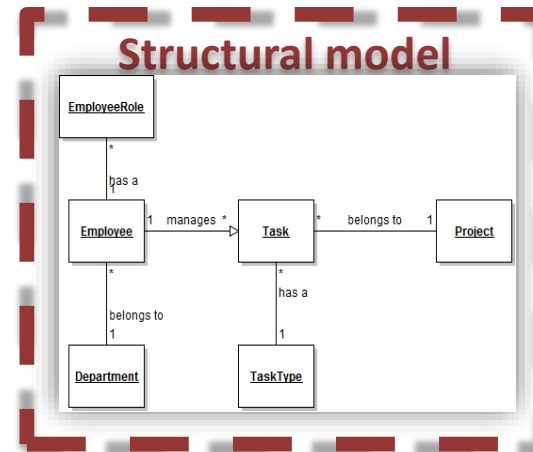 Structural model
EmployeeRole
*
has a
1
Employee
1 manages *
Task
* belongs to 1
Project
*
belongs to
1
*
has a
1
Department
TaskType